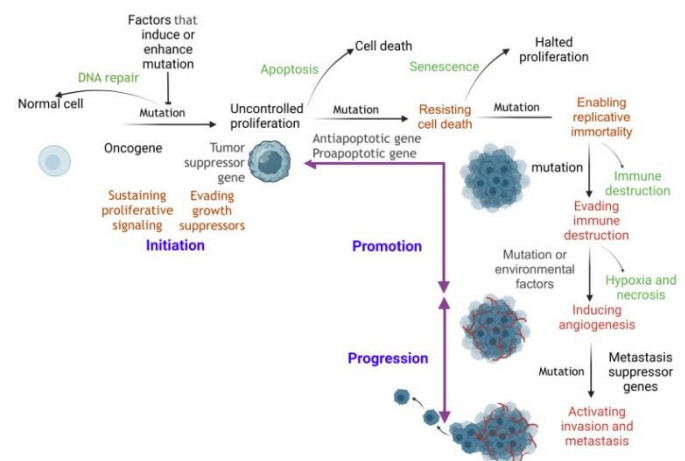 Factors that
induce or
enhance
mutation
Cell death
Halted
proliferation
DNA repair
Apoptosis
Senescence
Normal cell
Mutation
Uncontrolled
proliferation
Mutation
Resisting
cell death
Mutation
Enabling
replicative
immortality
Oncogene
Tumor
suppressor
gene
Antiapoptotic gene
Proapoptotic gene
mutation
Immune
destruction
Sustaining
proliferative
signaling
Evading
growth
suppressors
Evading
immune
destruction
Initiation
Promotion
Mutation or
environmental
factors
Hypoxia and
necrosis
Inducing
angiogenesis
Progression
Mutation
Metastasis
suppressor
genes
Activating
invasion and
metastasis